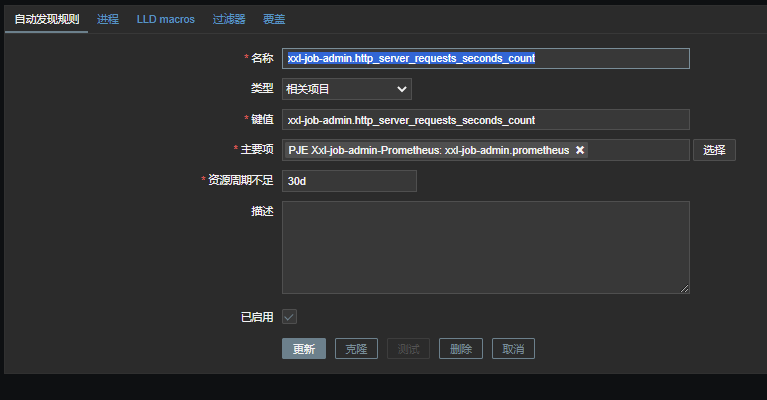 自动发现规则 进程 LLD macros 过滤器 覆盖
* 名称 xxl-job-admin.http_server_requests_seconds_count
类型 相关项目
* 键值 xxl-job-admin.http_server_requests_seconds_count
* 主要项 PJE Xxl-job-admin-Prometheus: xxl-job-admin.prometheus 选择
* 资源周期不足 30d
描述
已启用
更新 克隆 测试 删除 取消